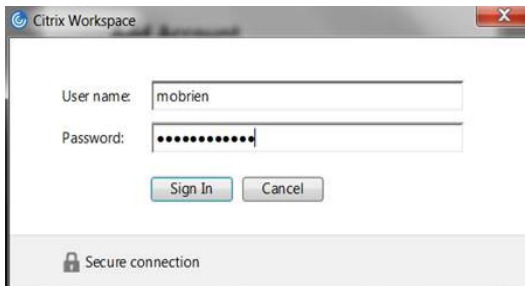 Citrix Workspace
User name: mobrien
Password: ••••••••••••
Sign In Cancel
Secure connection